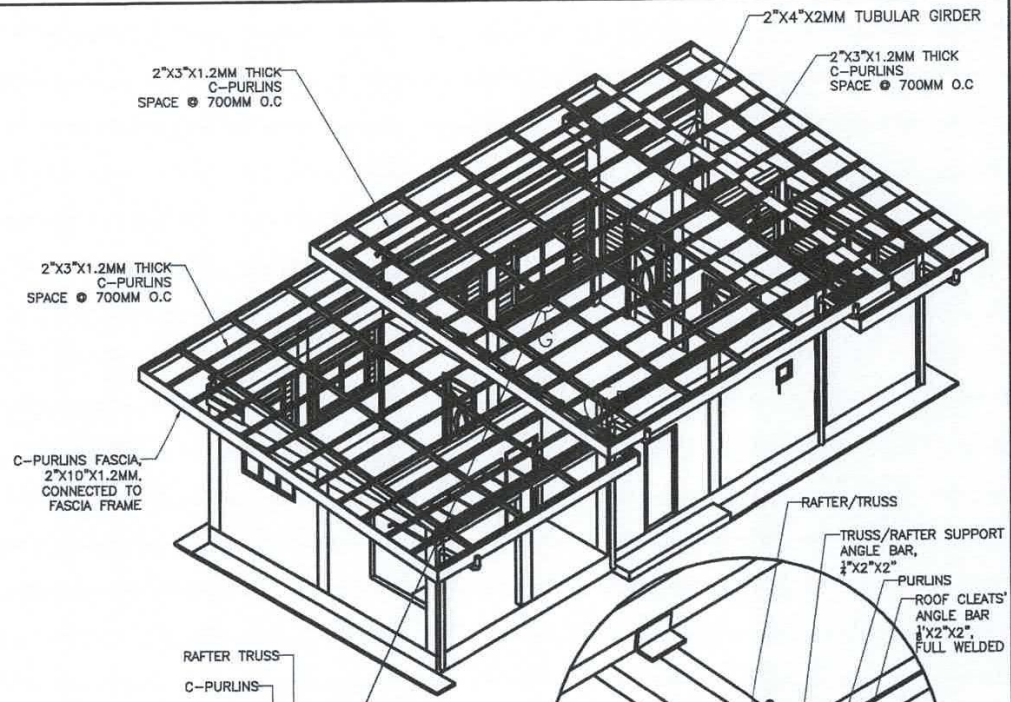 2"X4"X2MM TUBULAR GIRDER
2"X3"X1.2MM THICK
C-PURLINS
SPACE @ 700MM O.C
2"X3"X1.2MM THICK
C-PURLINS
SPACE @ 700MM O.C
2"X3"X1.2MM THICK
C-PURLINS
SPACE @ 700MM O.C
G
C-PURLINS FASCIA,
2"X10"X1.2MM,
CONNECTED TO
FASCIA FRAME
RAFTER/TRUSS
TRUSS/RAFTER SUPPORT
ANGLE BAR,
X2"X2"
PURLINS
ROOF CLEATS'
ANGLE BAR
X2"X2",
FULL WELDED
RAFTER TRUSS
C-PURLINS